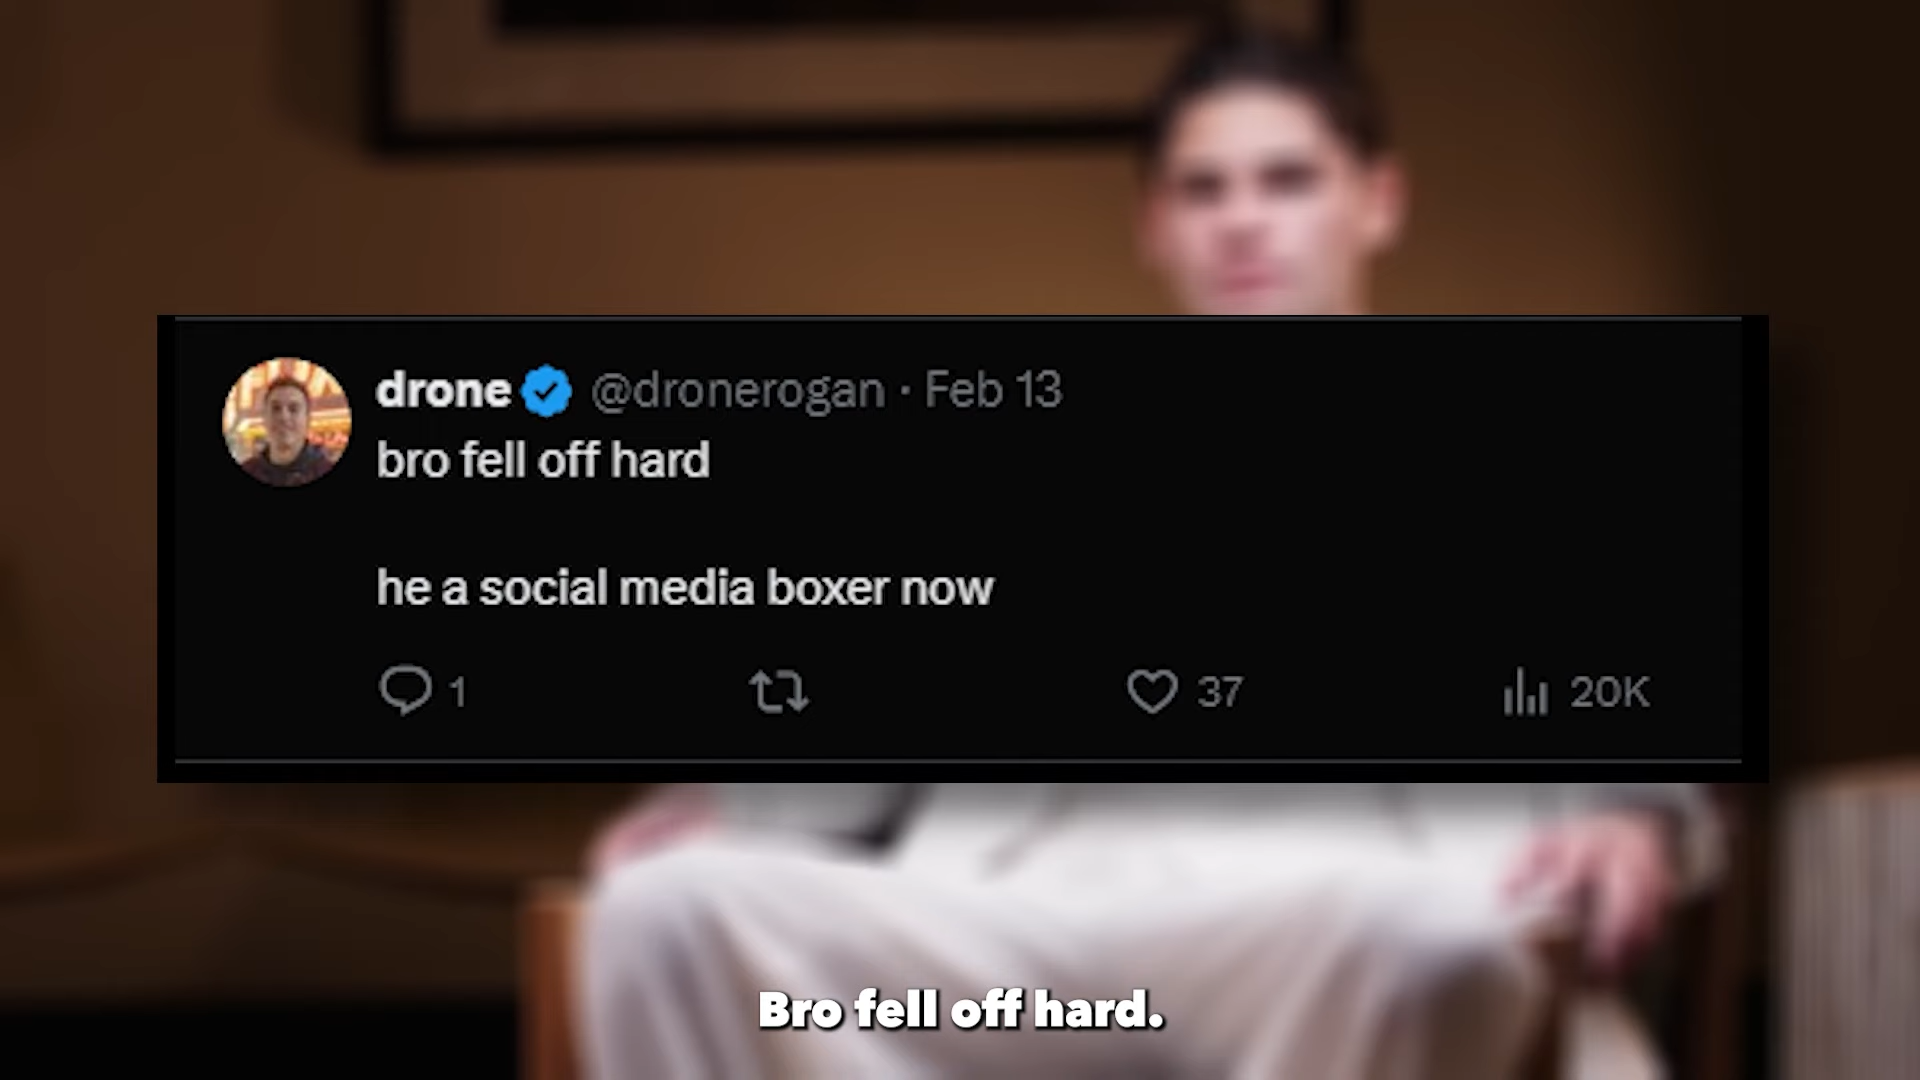 drone @dronerogan · Feb 13
bro fell off hard
he a social media boxer now
1 37 20K
Bro fell off hard.